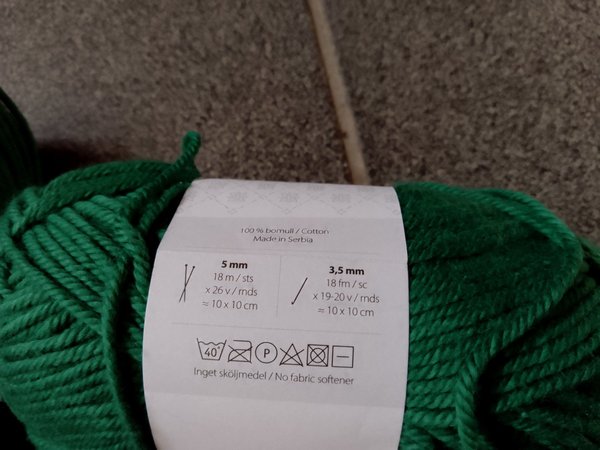 100 % bomull / Cotton
Made in Serbia
5 mm
18 m / sts
x 26 v / rnds
≈ 10 x 10 cm
3,5 mm
18 fm / sc
x 19-20 v / rnds
≈ 10 x 10 cm
40° P
Inget sköljmedel / No fabric softener